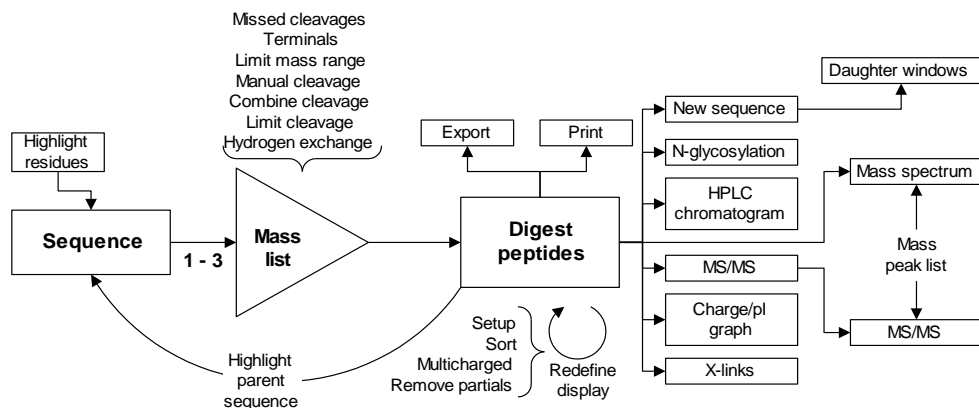 Missed cleavages
Terminals
Limit mass range
Manual cleavage
Combine cleavage
Limit cleavage
Hydrogen exchange
Highlight
residues
Sequence
1 - 3
Mass
list
Export
Print
Digest
peptides
New sequence
Daughter windows
N-glycosylation
HPLC
chromatogram
Mass spectrum
Mass
peak list
MS/MS
Charge/pI
graph
MS/MS
X-links
Highlight
parent
sequence
Setup
Sort
Multicharged
Remove partials
Redefine
display